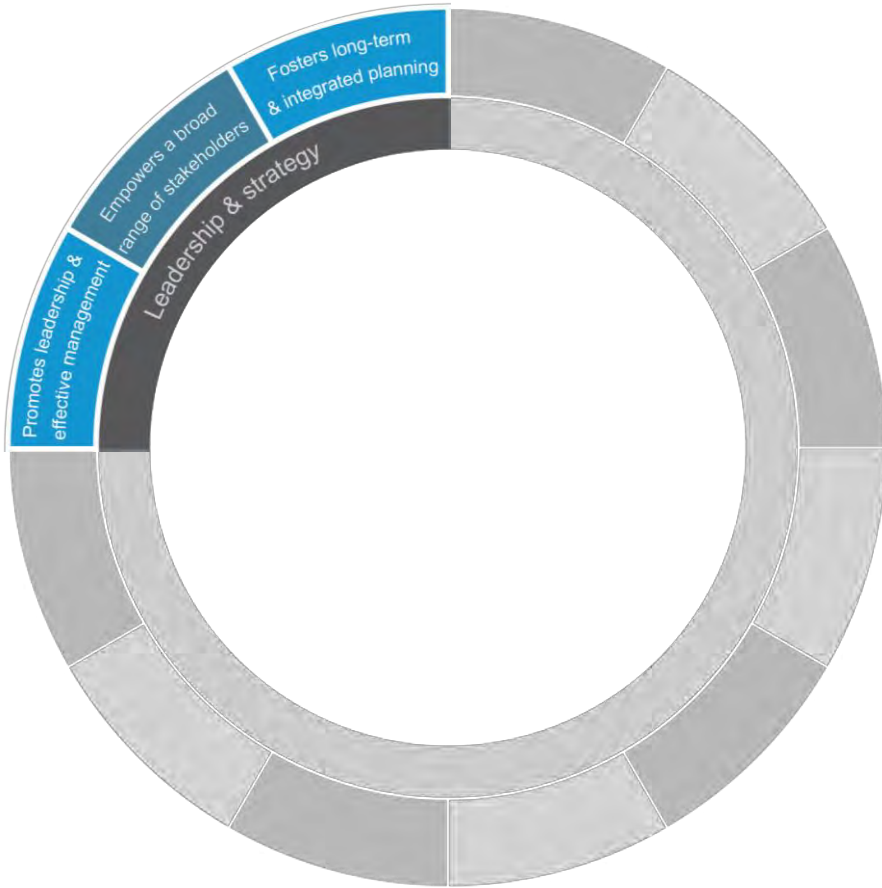 Fosters long-term
& integrated planning
Empowers a broad
range of stakeholders
Promotes leadership &
effective management
Leadership & strategy